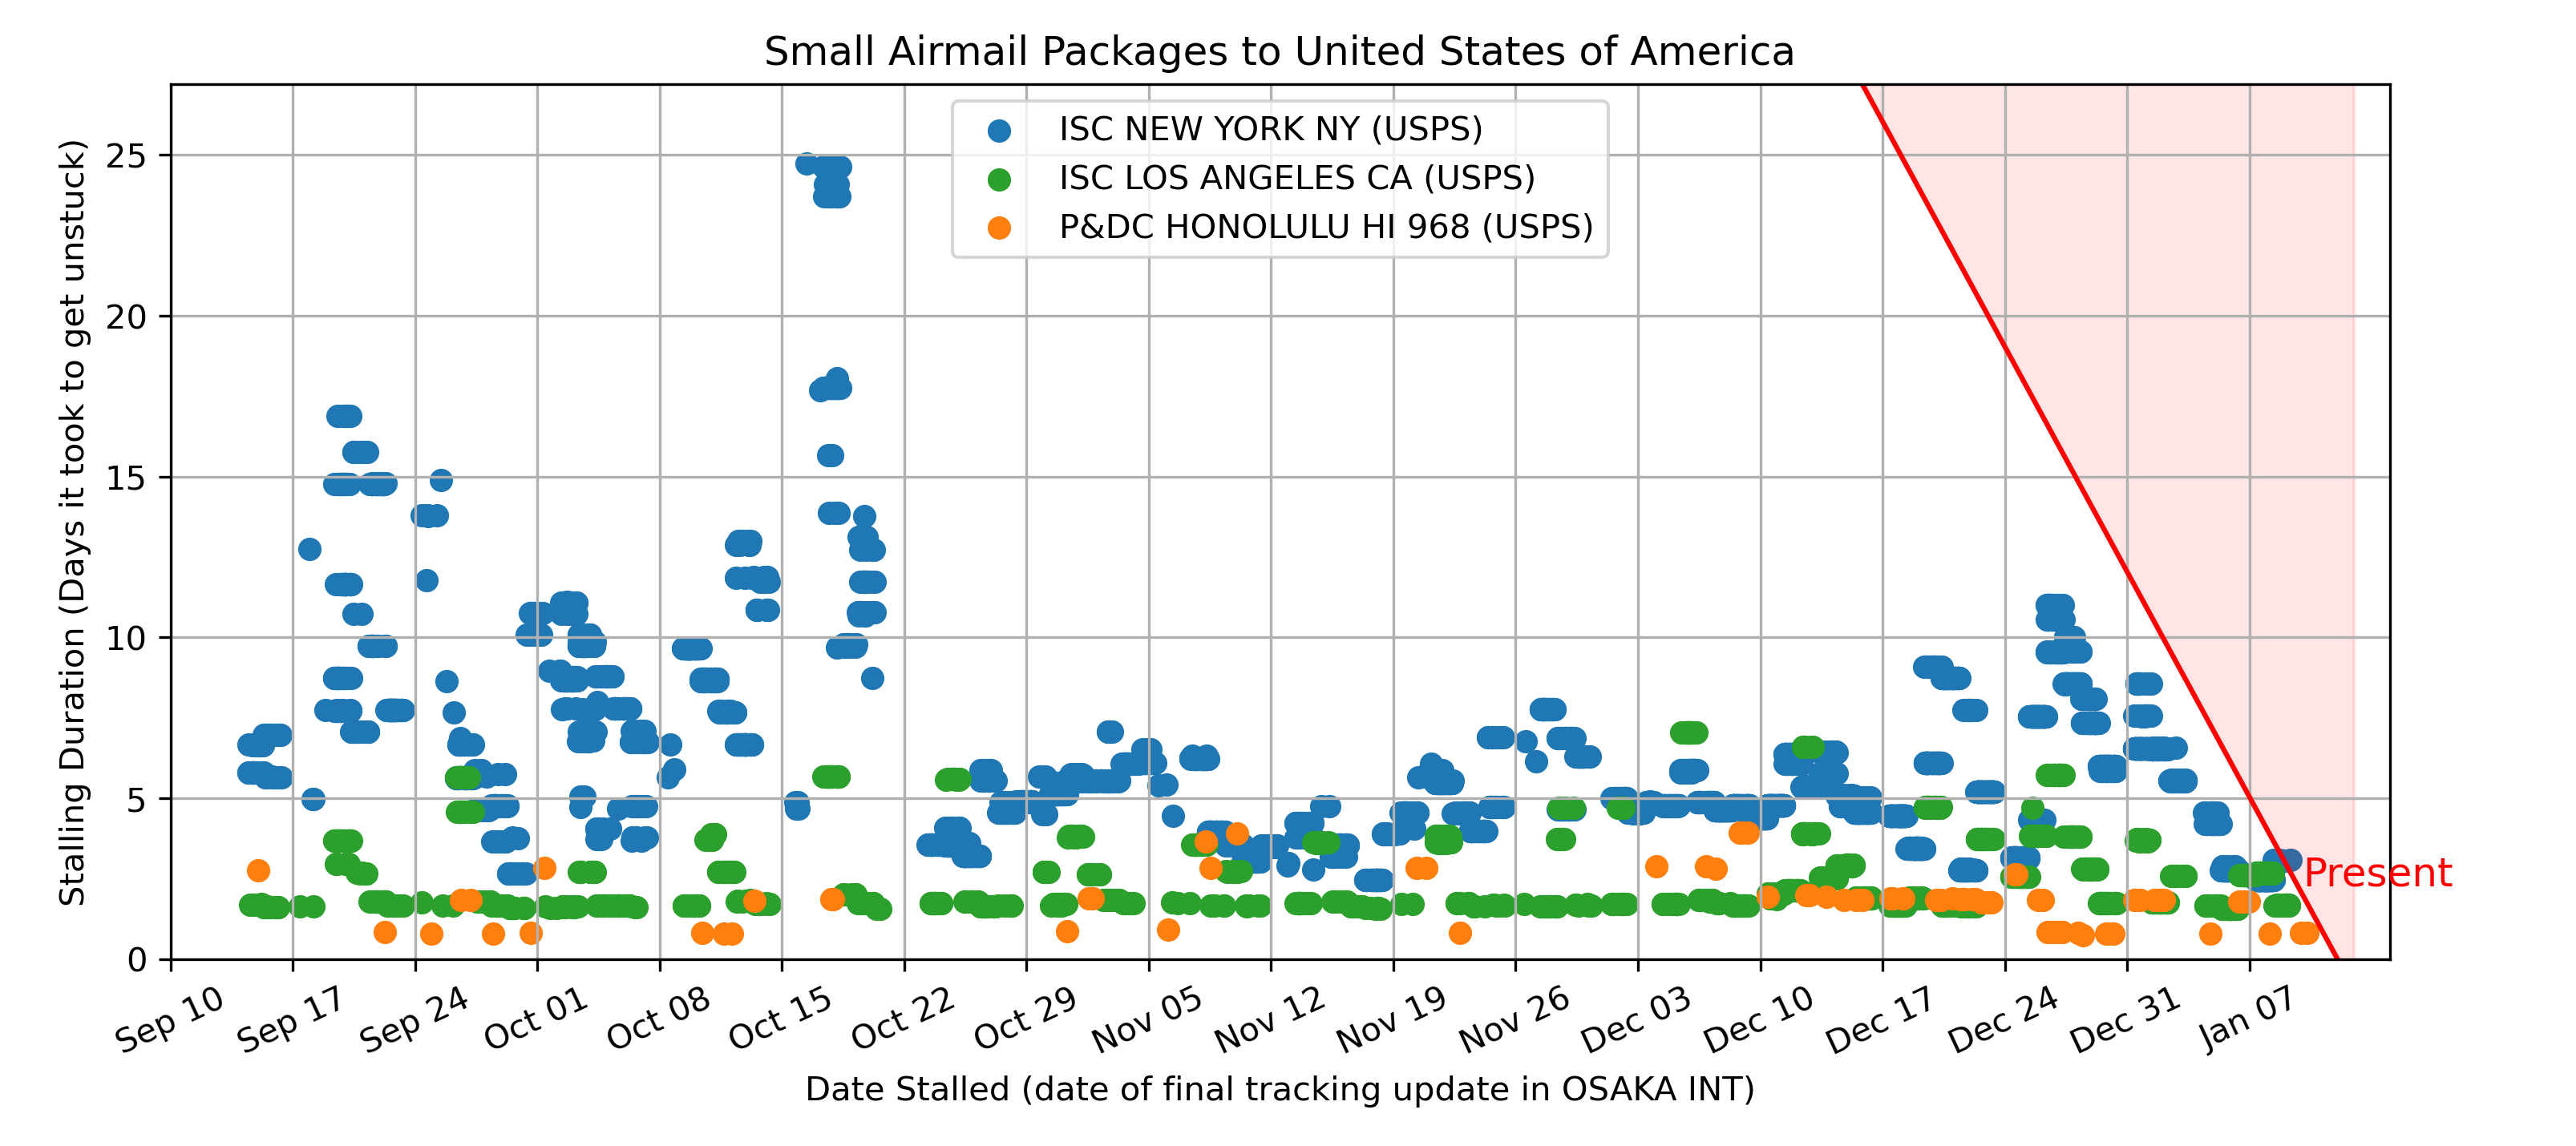 Small Airmail Packages to United States of America
ISC NEW YORK NY (USPS)
ISC LOS ANGELES CA (USPS)
P&DC HONOLULU HI 968 (USPS)
Stalling Duration (Days it took to get unstuck)
25
20
15
10
5
0
Present
Sep 10
Sep 17
Sep 24
Oct 01
Oct 08
Oct 15
Oct 22
Oct 29
Nov 05
Nov 12
Nov 19
Nov 26
Dec 03
Dec 10
Dec 17
Dec 24
Dec 31
Jan 07
Date Stalled (date of final tracking update in OSAKA INT)